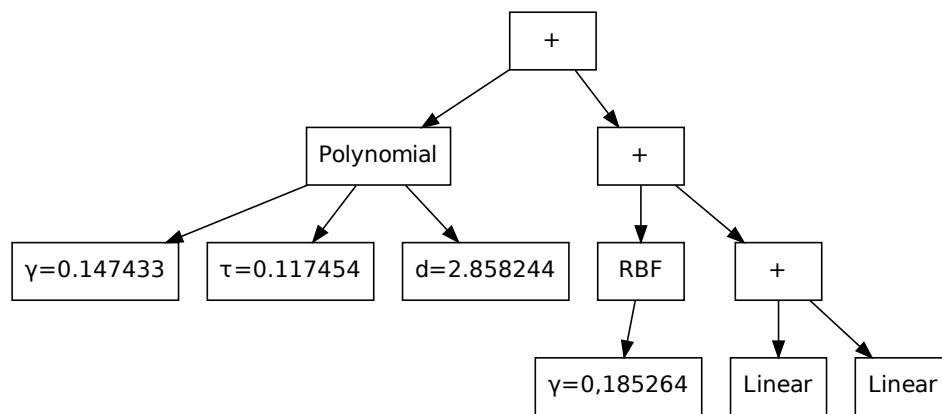 +
Polynomial
+
γ=0.147433
τ=0.117454
d=2.858244
RBF
+
γ=0,185264
Linear
Linear